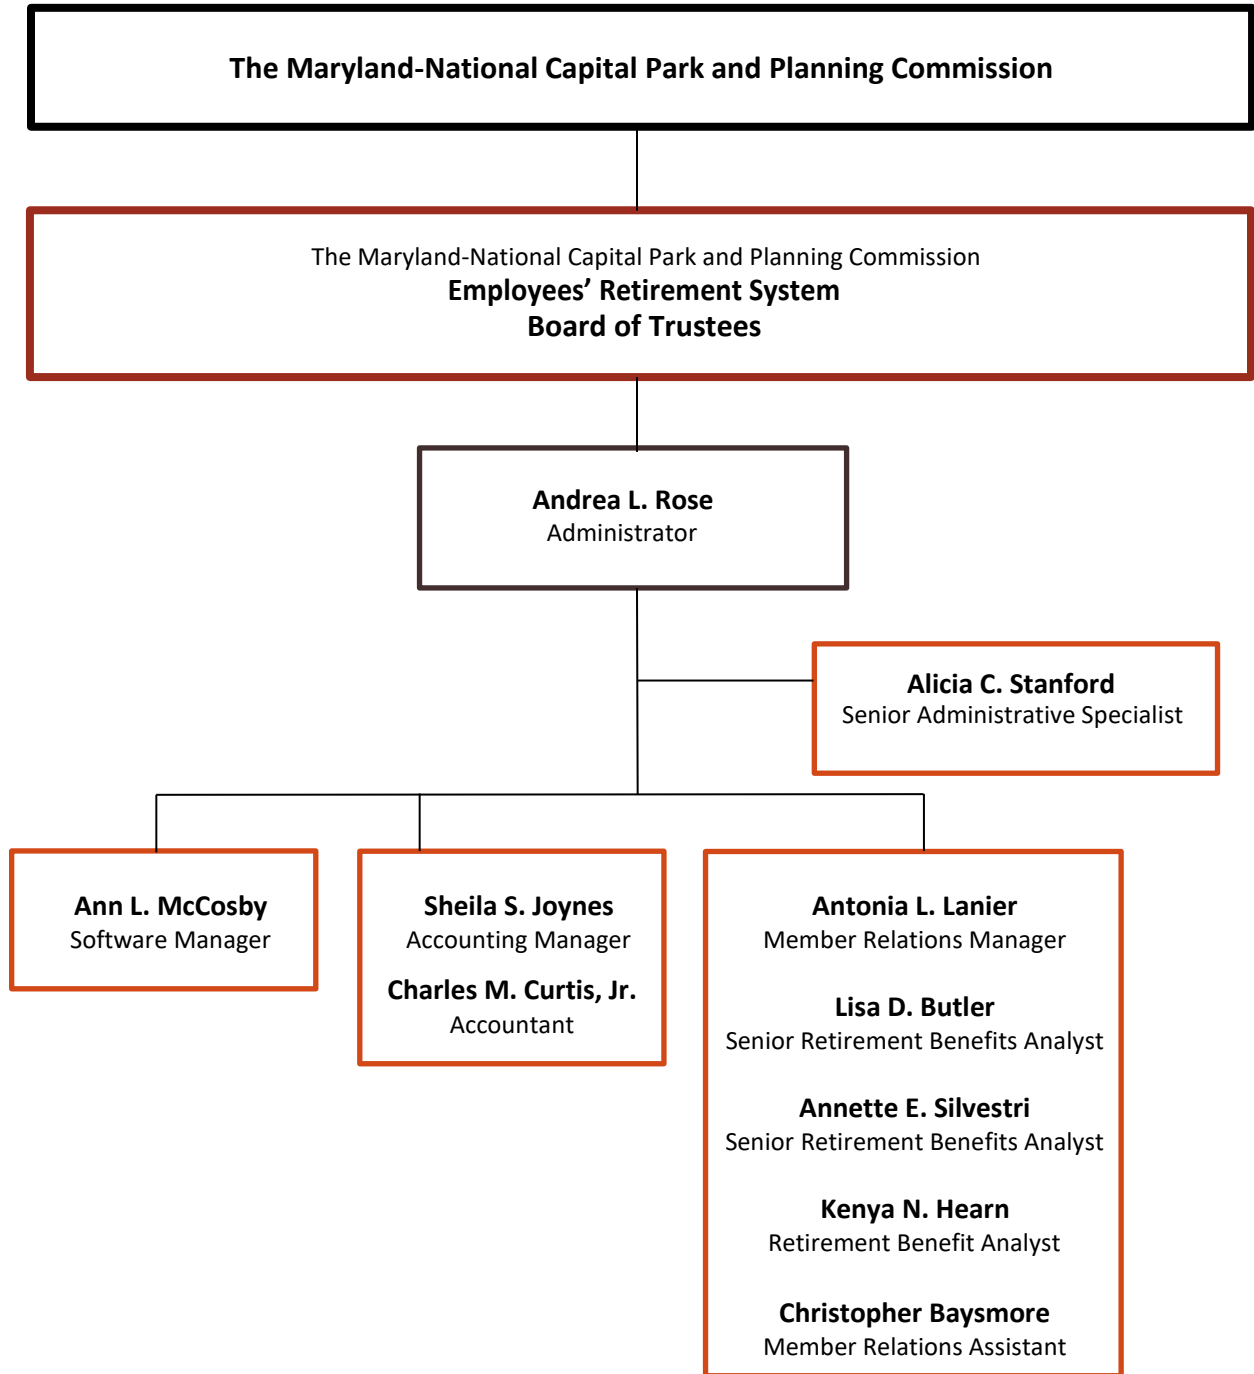 The Maryland-National Capital Park and Planning Commission
The Maryland-National Capital Park and Planning Commission
Employees’ Retirement System
Board of Trustees
Andrea L. Rose
Administrator
Alicia C. Stanford
Senior Administrative Specialist
Ann L. McCosby
Software Manager
Sheila S. Joynes
Accounting Manager
Charles M. Curtis, Jr.
Accountant
Antonia L. Lanier
Member Relations Manager
Lisa D. Butler
Senior Retirement Benefits Analyst
Annette E. Silvestri
Senior Retirement Benefits Analyst
Kenya N. Hearn
Retirement Benefit Analyst
Christopher Baysmore
Member Relations Assistant